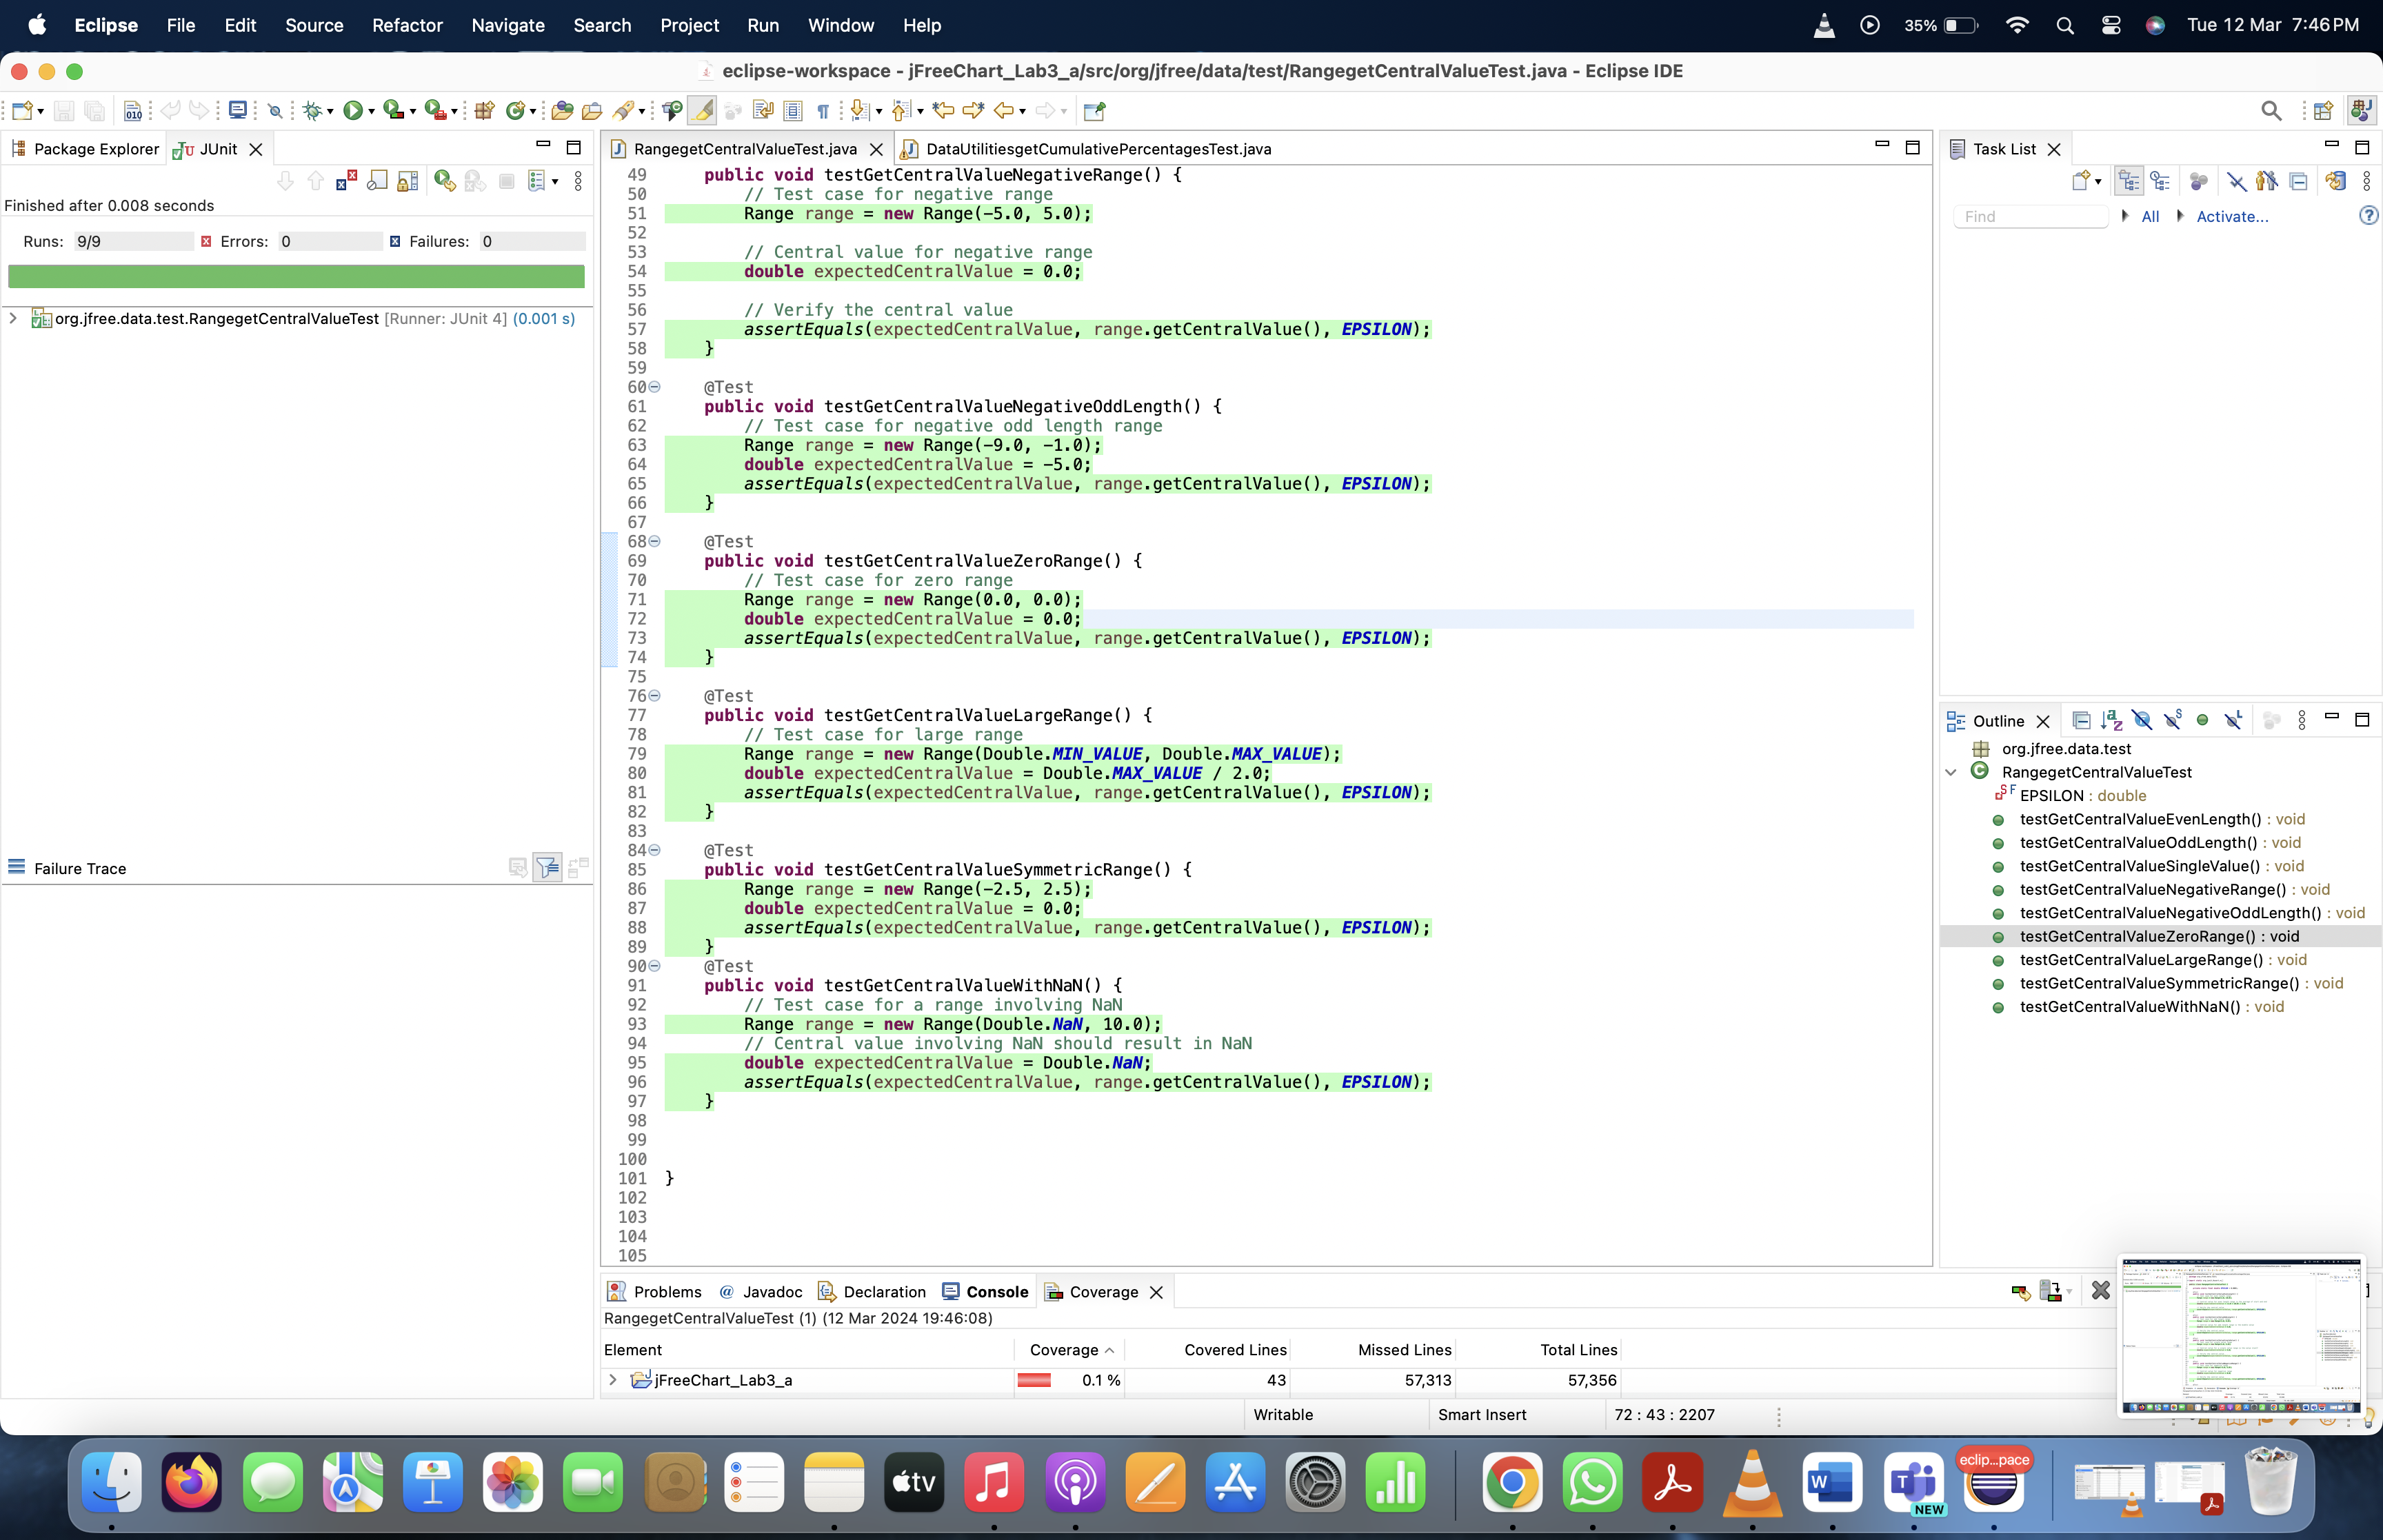 Eclipse File Edit Source Refactor Navigate Search Project Run Window Help 35% Tue 12 Mar 7:46 PM
eclipse-workspace - jFreeChart_Lab3_a/src/org/jfree/data/test/RangegetCentralValueTest.java - Eclipse IDE
Package Explorer JUnit
Finished after 0.008 seconds
Runs: 9/9 Errors: 0 Failures: 0
org.jfree.data.test.RangegetCentralValueTest [Runner: JUnit 4] (0.001 s)
Failure Trace
RangegetCentralValueTest.java DataUtilitiesgetCumulativePercentagesTest.java
49 public void testGetCentralValueNegativeRange() {
50 // Test case for negative range
51 Range range = new Range(-5.0, 5.0);
52
53 // Central value for negative range
54 double expectedCentralValue = 0.0;
55
56 // Verify the central value
57 assertEquals(expectedCentralValue, range.getCentralValue(), EPSILON);
58 }
59
60 @Test
61 public void testGetCentralValueNegativeOddLength() {
62 // Test case for negative odd length range
63 Range range = new Range(-9.0, -1.0);
64 double expectedCentralValue = -5.0;
65 assertEquals(expectedCentralValue, range.getCentralValue(), EPSILON);
66 }
67
68 @Test
69 public void testGetCentralValueZeroRange() {
70 // Test case for zero range
71 Range range = new Range(0.0, 0.0);
72 double expectedCentralValue = 0.0;
73 assertEquals(expectedCentralValue, range.getCentralValue(), EPSILON);
74 }
75
76 @Test
77 public void testGetCentralValueLargeRange() {
78 // Test case for large range
79 Range range = new Range(Double.MIN_VALUE, Double.MAX_VALUE);
80 double expectedCentralValue = Double.MAX_VALUE / 2.0;
81 assertEquals(expectedCentralValue, range.getCentralValue(), EPSILON);
82 }
83
84 @Test
85 public void testGetCentralValueSymmetricRange() {
86 Range range = new Range(-2.5, 2.5);
87 double expectedCentralValue = 0.0;
88 assertEquals(expectedCentralValue, range.getCentralValue(), EPSILON);
89 }
90 @Test
91 public void testGetCentralValueWithNaN() {
92 // Test case for a range involving NaN
93 Range range = new Range(Double.NaN, 10.0);
94 // Central value involving NaN should result in NaN
95 double expectedCentralValue = Double.NaN;
96 assertEquals(expectedCentralValue, range.getCentralValue(), EPSILON);
97 }
98
99
100
101 }
102
103
104
105
Task List
Find All Activate...
Outline
org.jfree.data.test
RangegetCentralValueTest
EPSILON : double
testGetCentralValueEvenLength() : void
testGetCentralValueOddLength() : void
testGetCentralValueSingleValue() : void
testGetCentralValueNegativeRange() : void
testGetCentralValueNegativeOddLength() : void
testGetCentralValueZeroRange() : void
testGetCentralValueLargeRange() : void
testGetCentralValueSymmetricRange() : void
testGetCentralValueWithNaN() : void
Problems Javadoc Declaration Console Coverage
RangegetCentralValueTest (1) (12 Mar 2024 19:46:08)
Element Coverage Covered Lines Missed Lines Total Lines
jFreeChart_Lab3_a 0.1 % 43 57,313 57,356
Writable Smart Insert 72 : 43 : 2207
tv
NEW
eclip...pace